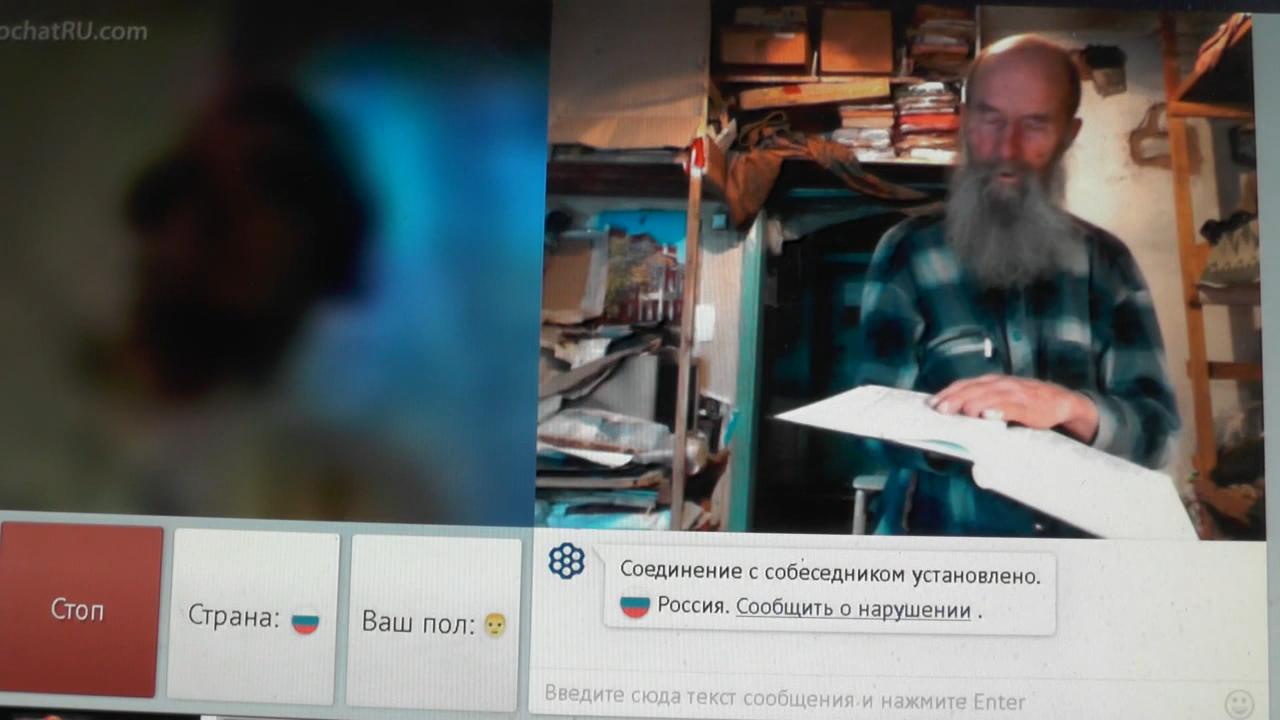 ochatRU.com
Стоп
Страна:
Ваш пол:
Соединение с собеседником установлено.
Россия. Сообщить о нарушении .
Введите сюда текст сообщения и нажмите Enter